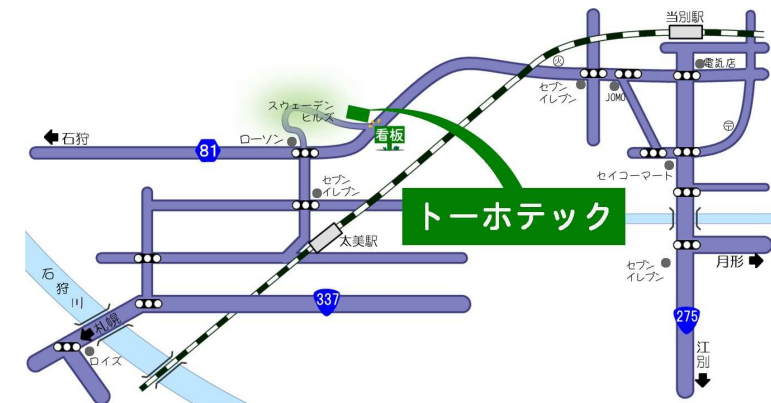 当別駅
電気店
セブン
イレブン
JOMO
スウェーデン
ヒルズ
看板
石狩
81
ローソン
セブン
イレブン
セイコーマート
トーホテック
太美駅
月形
セブン
イレブン
石狩川
337
275
札幌
ロイズ
江別
火
〒